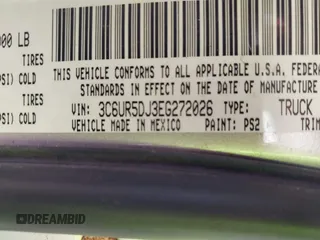 000 LB
TIRES
PSI) COLD
TIRES
PSI) COLD
THIS VEHICLE CONFORMS TO ALL APPLICABLE U.S.A. FEDERA
STANDARDS IN EFFECT ON THE DATE OF MANUFACTURE
VIN: 3C6UR5DJ3EG272026 TYPE: TRUCK
VEHICLE MADE IN MEXICO PAINT: PS2 TRIM
DREAMBID